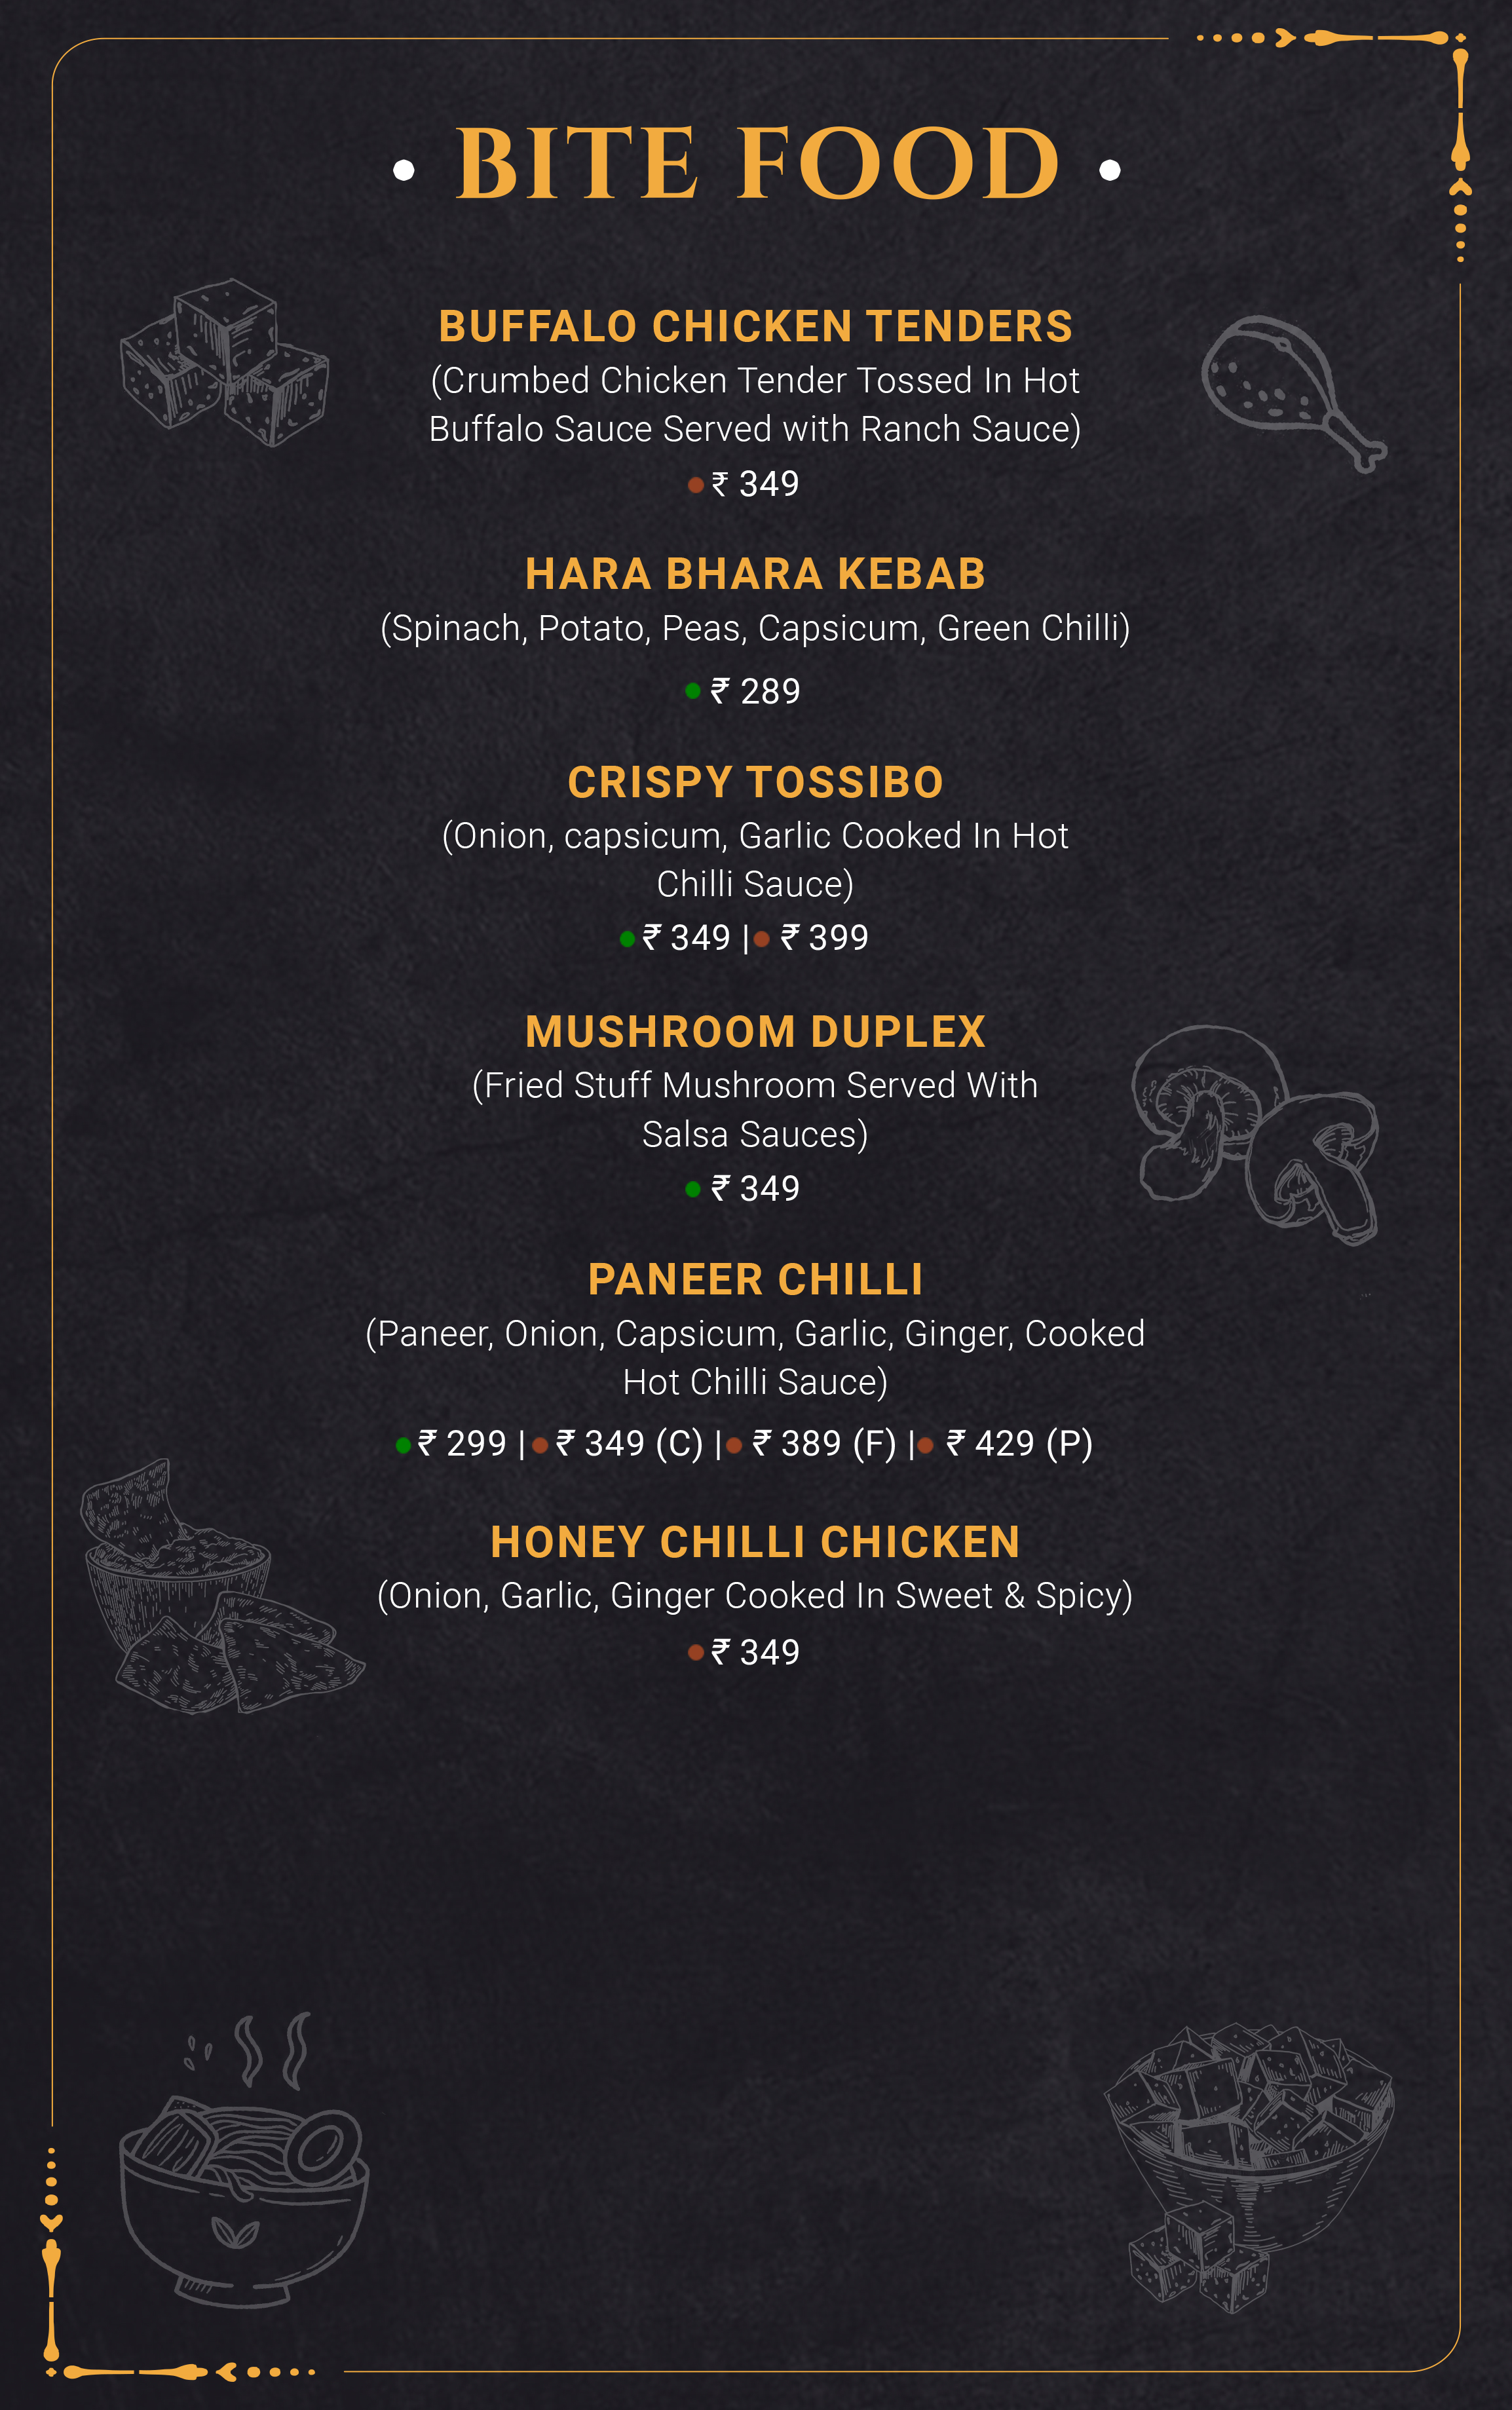 BITE FOOD
BUFFALO CHICKEN TENDERS
(Crumbed Chicken Tender Tossed In Hot
Buffalo Sauce Served with Ranch Sauce)
₹ 349
HARA BHARA KEBAB
(Spinach, Potato, Peas, Capsicum, Green Chilli)
₹ 289
CRISPY TOSSIBO
(Onion, capsicum, Garlic Cooked In Hot
Chilli Sauce)
₹ 349 | ₹ 399
MUSHROOM DUPLEX
(Fried Stuff Mushroom Served With
Salsa Sauces)
₹ 349
PANEER CHILLI
(Paneer, Onion, Capsicum, Garlic, Ginger, Cooked
Hot Chilli Sauce)
₹ 299 | ₹ 349 (C) | ₹ 389 (F) | ₹ 429 (P)
HONEY CHILLI CHICKEN
(Onion, Garlic, Ginger Cooked In Sweet & Spicy)
₹ 349